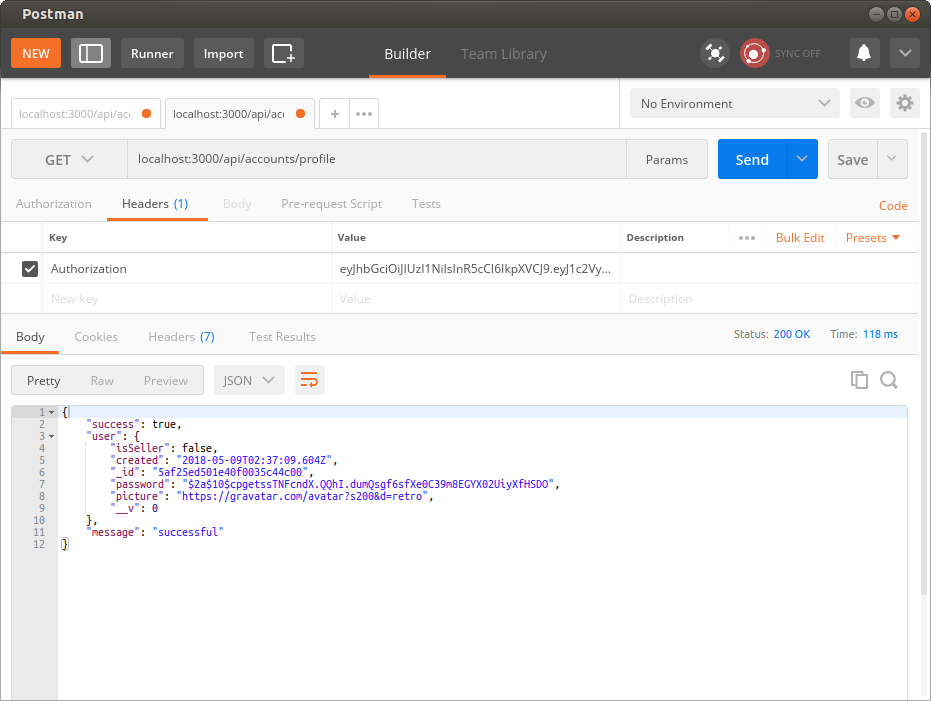 Postman
NEW Runner Import Builder Team Library SYNC OFF
localhost:3000/api/acc localhost:3000/api/acc + ••• No Environment
GET localhost:3000/api/accounts/profile Params Send Save
Authorization Headers (1) Body Pre-request Script Tests Code
Key Value Description ••• Bulk Edit Presets
Authorization eyJhbGciOiJIUzI1NiIsInR5cCI6IkpXVCJ9.eyJ1c2Vy... 
New key Value Description
Body Cookies Headers (7) Test Results Status: 200 OK Time: 118 ms
Pretty Raw Preview JSON
1 {
2 "success": true,
3 "user": {
4 "isSeller": false,
5 "created": "2018-05-09T02:37:09.604Z",
6 "_id": "5af25ed501e40f0035c44c00",
7 "password": "$2a$10$cpgetssTNFcndX.QQhI.dumQsgf6sfXe0C39m8EGYX02UiyXfHSDO",
8 "picture": "https://gravatar.com/avatar?s200&d=retro",
9 "__v": 0
10 },
11 "message": "successful"
12 }